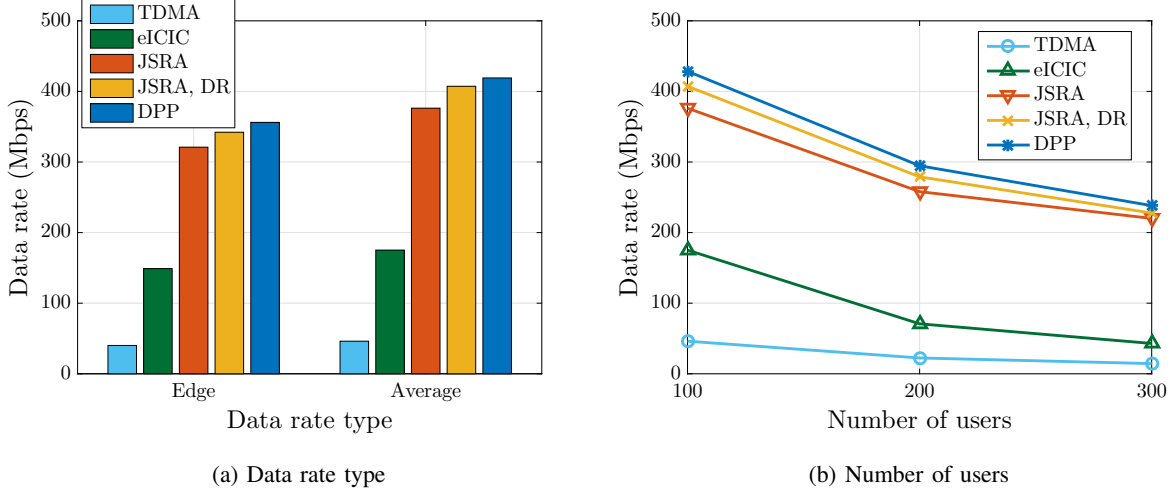 500
400
300
200
100
0
Data rate (Mbps)
TDMA
eICIC
JSRA
JSRA, DR
DPP
Edge
Average
Data rate type
(a) Data rate type
500
400
300
200
100
0
Data rate (Mbps)
TDMA
eICIC
JSRA
JSRA, DR
DPP
100
200
300
Number of users
(b) Number of users